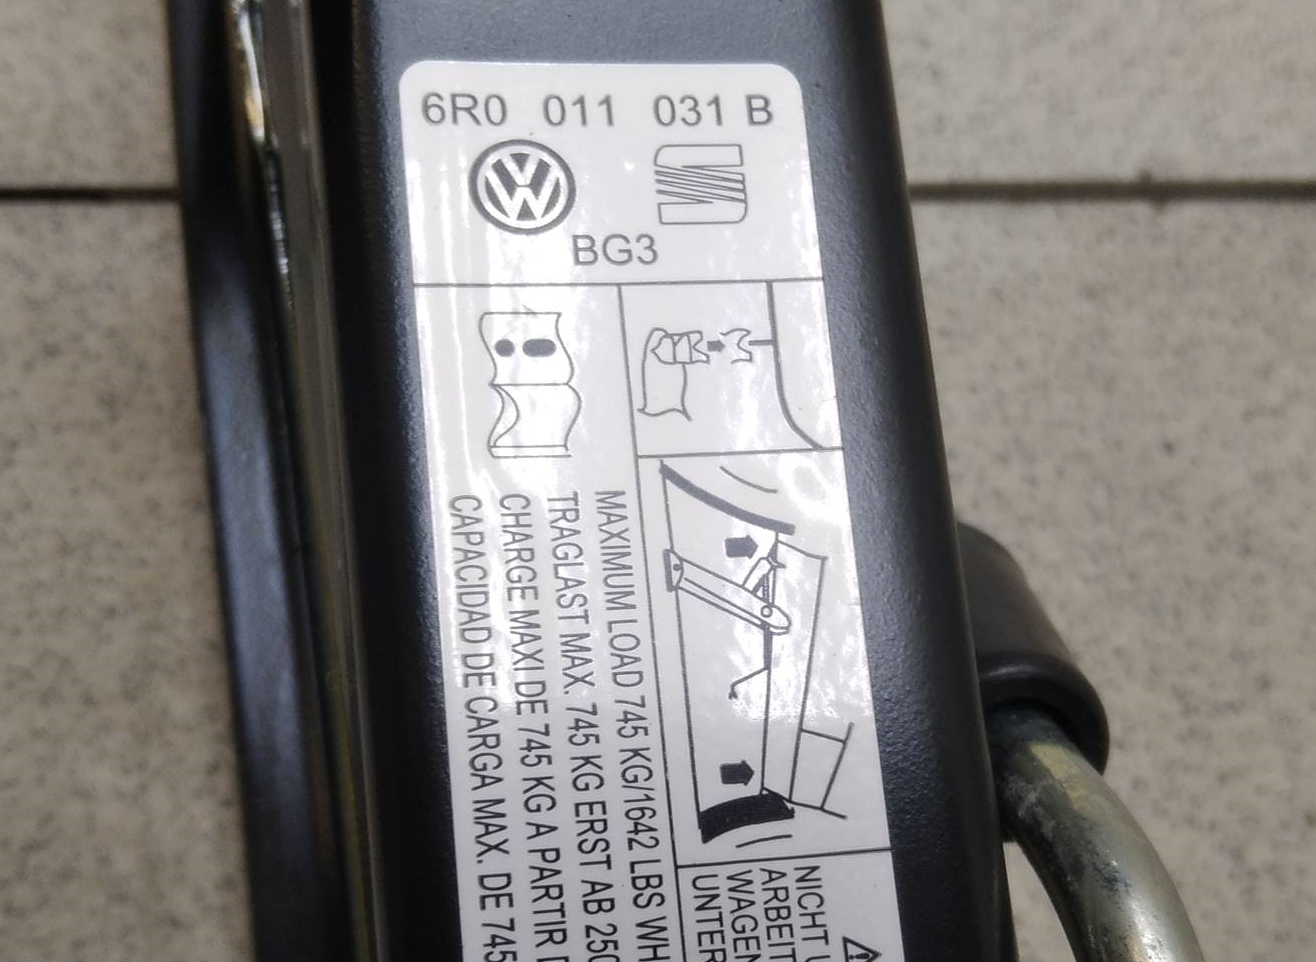 6R0 011 031 B
BG3
MAXIMUM LOAD 745 KG/1642 LBS WH
TRAGLAST MAX. 745 KG ERST AB 250
CHARGE MAXI DE 745 KG A PARTIR D
CAPACIDAD DE CARGA MAX. DE 745
NICHT U
ARBEIT
WAGEN
UNTER